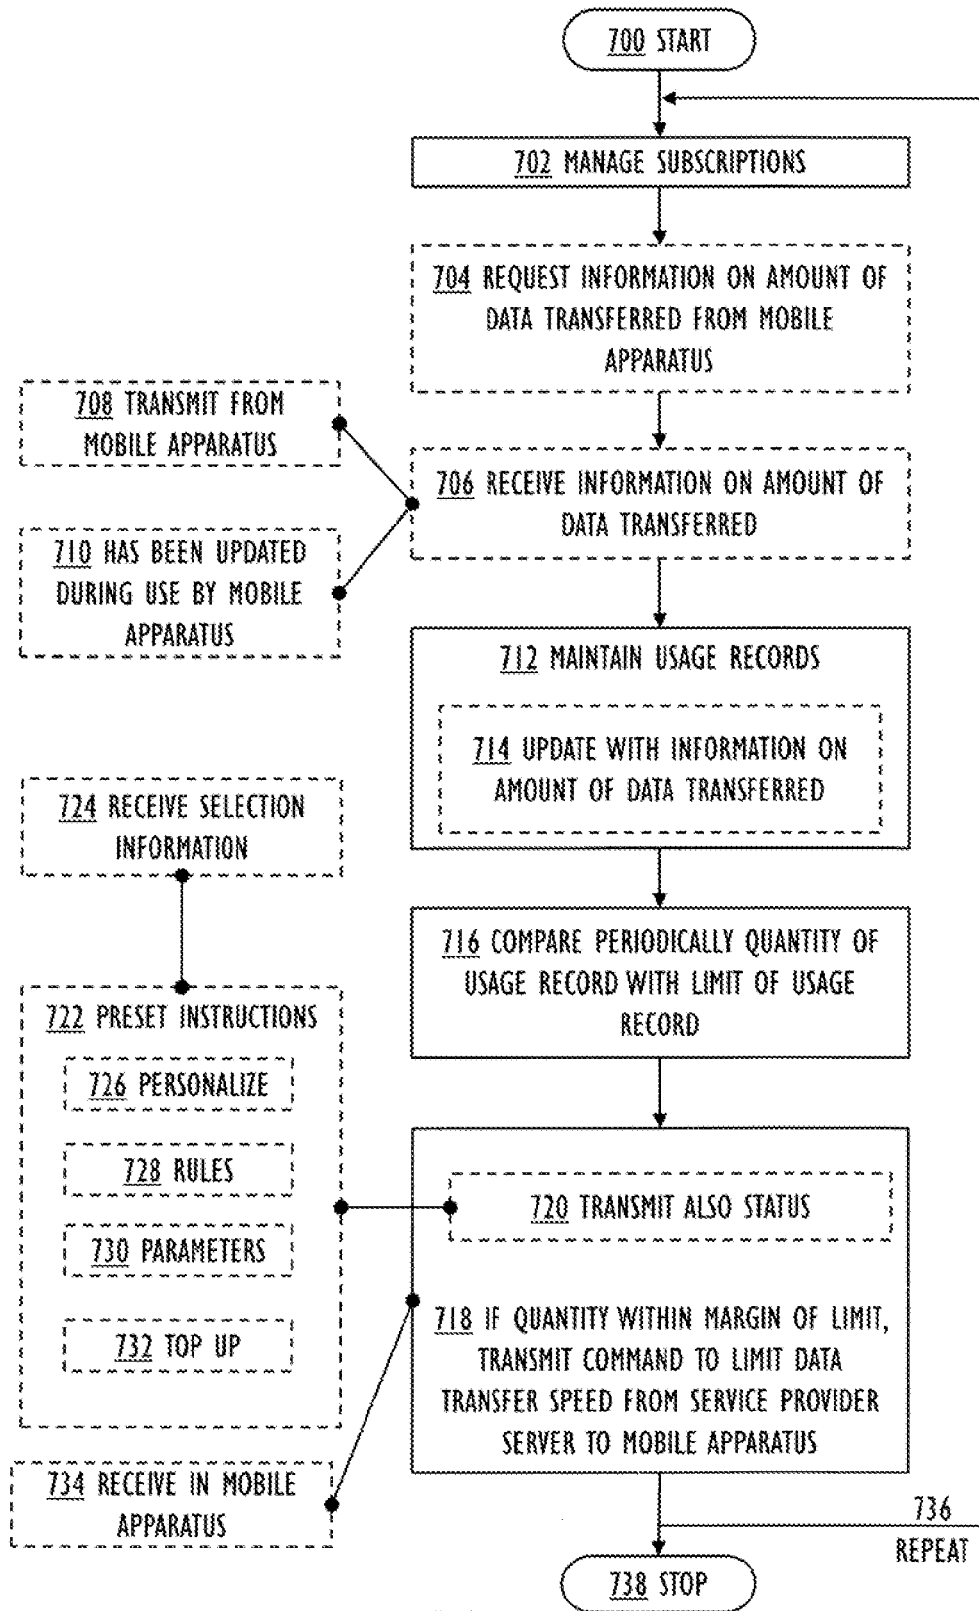 700 START
702 MANAGE SUBSCRIPTIONS
704 REQUEST INFORMATION ON AMOUNT OF
DATA TRANSFERRED FROM MOBILE
APPARATUS
708 TRANSMIT FROM
MOBILE APPARATUS
706 RECEIVE INFORMATION ON AMOUNT OF
DATA TRANSFERRED
710 HAS BEEN UPDATED
DURING USE BY MOBILE
APPARATUS
712 MAINTAIN USAGE RECORDS
714 UPDATE WITH INFORMATION ON
AMOUNT OF DATA TRANSFERRED
724 RECEIVE SELECTION
INFORMATION
716 COMPARE PERIODICALLY QUANTITY OF
USAGE RECORD WITH LIMIT OF USAGE
RECORD
722 PRESET INSTRUCTIONS
726 PERSONALIZE
728 RULES
730 PARAMETERS
732 TOP UP
720 TRANSMIT ALSO STATUS
718 IF QUANTITY WITHIN MARGIN OF LIMIT,
TRANSMIT COMMAND TO LIMIT DATA
TRANSFER SPEED FROM SERVICE PROVIDER
SERVER TO MOBILE APPARATUS
734 RECEIVE IN MOBILE
APPARATUS
736
REPEAT
738 STOP